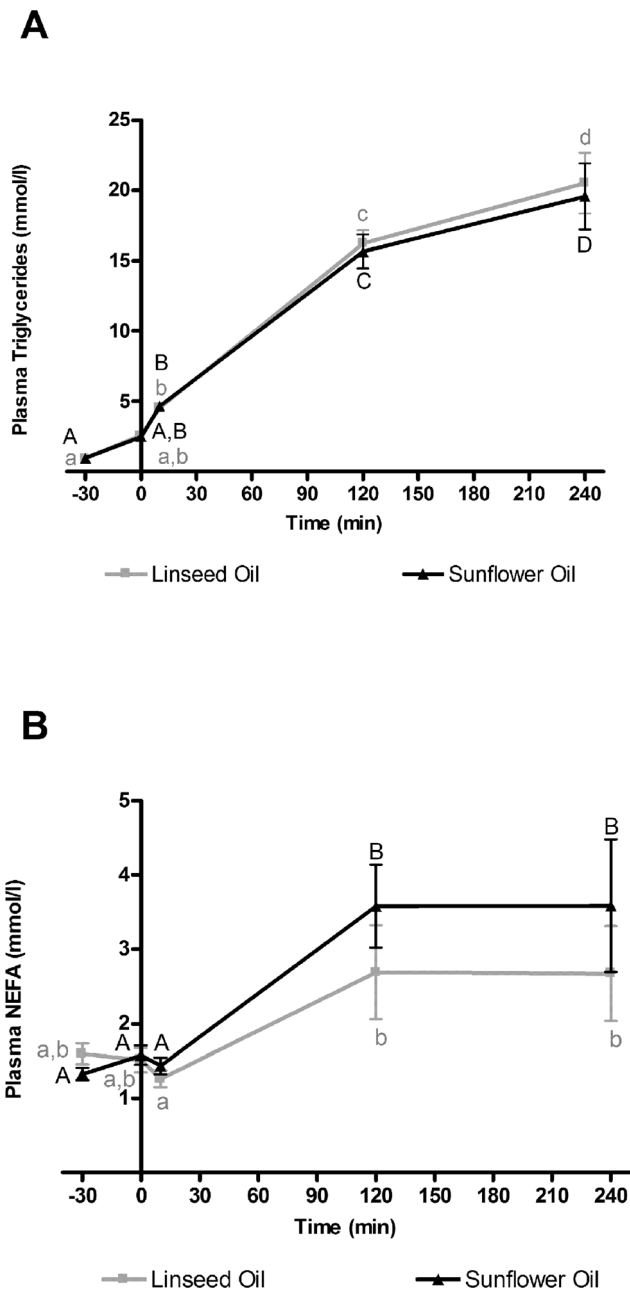 A
Plasma Triglycerides (mmol/l)
25
20
15
10
5
d
c
D
C
B
b
A
A,B
a
a,b
-30 0 30 60 90 120 150 180 210 240
Time (min)
Linseed Oil Sunflower Oil
B
Plasma NEFA (mmol/l)
5
4
3
2
1
B
B
A A
a,b
A
a,b
a
b
b
-30 0 30 60 90 120 150 180 210 240
Time (min)
Linseed Oil Sunflower Oil